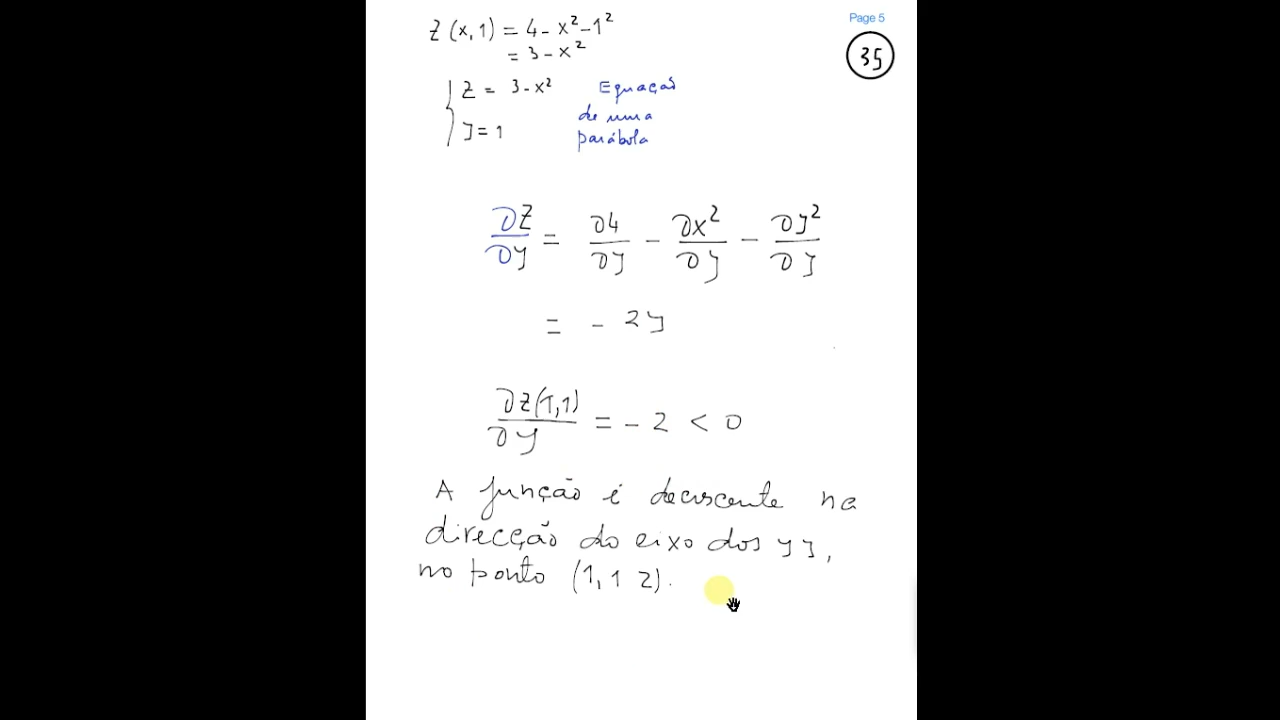 Page 5
35
Z(x,1) = 4 - x² - 1²
= 3 - x²
{ Z = 3 - x²
y = 1
Equação
de uma
parábola
∂Z/∂y = ∂4/∂y - ∂x²/∂y - ∂y²/∂y
= - 2y
∂Z(1,1)/∂y = - 2 < 0
A função é decrescente na
direcção do eixo dos yy,
no ponto (1, 1 2).